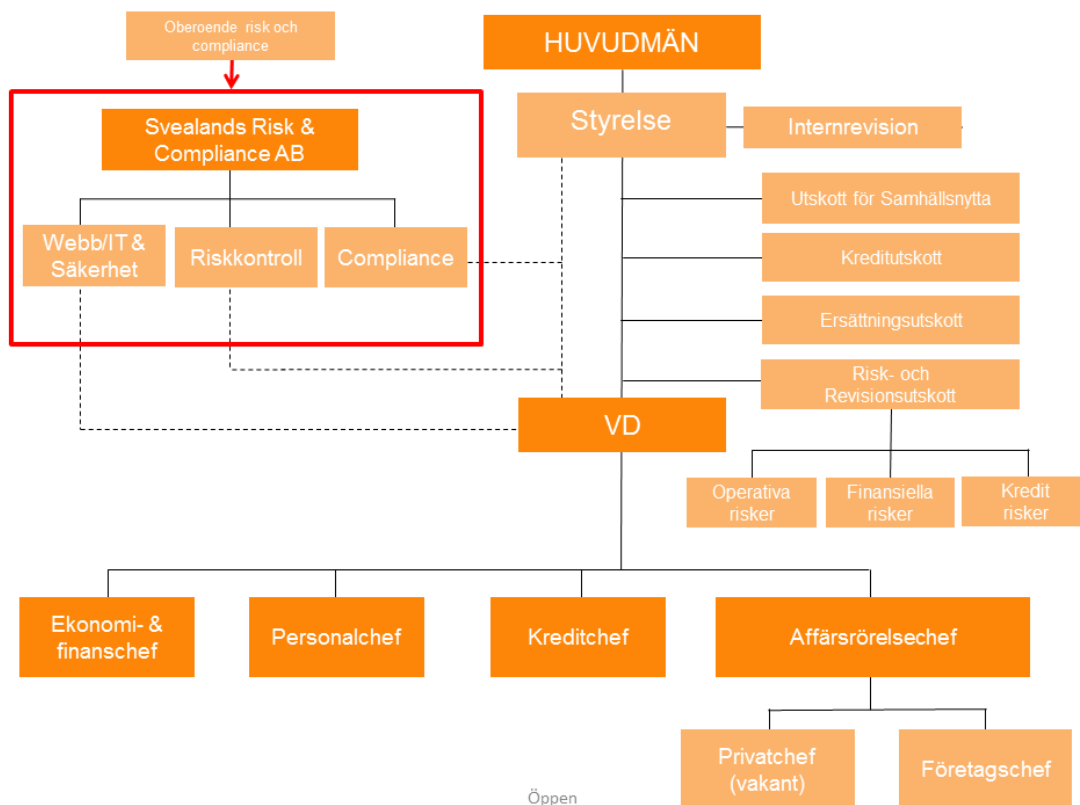 Oberoende risk och
compliance
HUVUDMÄN
Svealands Risk &
Compliance AB
Styrelse
Internrevision
Utskott för Samhällsnytta
Webb/IT &
Säkerhet
Riskkontroll
Compliance
Kreditutskott
Ersättningsutskott
Risk- och
Revisionsutskott
VD
Operativa
risker
Finansiella
risker
Kredit
risker
Ekonomi- &
finanschef
Personalchef
Kreditchef
Affärsrörelsechef
Privatchef
(vakant)
Företagschef
Öppen